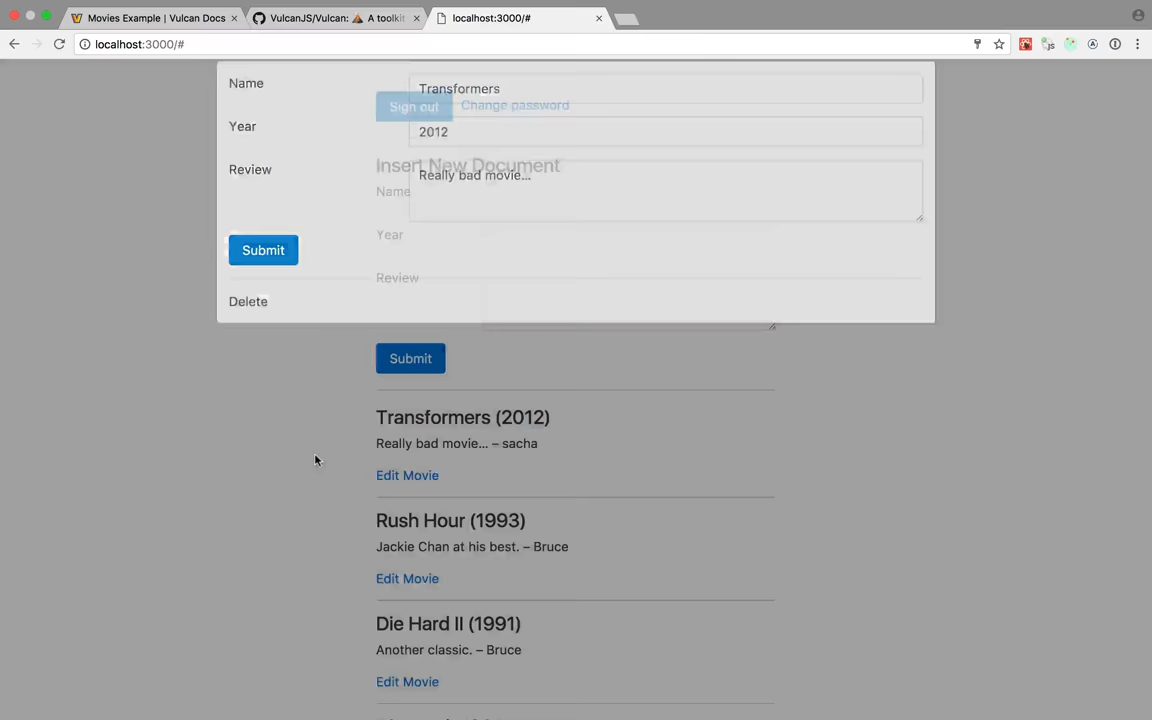 Movies Example | Vulcan Docs
VulcanJS/Vulcan: A toolkit
localhost:3000/#
localhost:3000/#
Name
Transformers
Sign out
Change password
Year
2012
Insert New Document
Review
Really bad movie...
Name
Year
Submit
Review
Delete
Submit
Transformers (2012)
Really bad movie... – sacha
Edit Movie
Rush Hour (1993)
Jackie Chan at his best. – Bruce
Edit Movie
Die Hard II (1991)
Another classic. – Bruce
Edit Movie